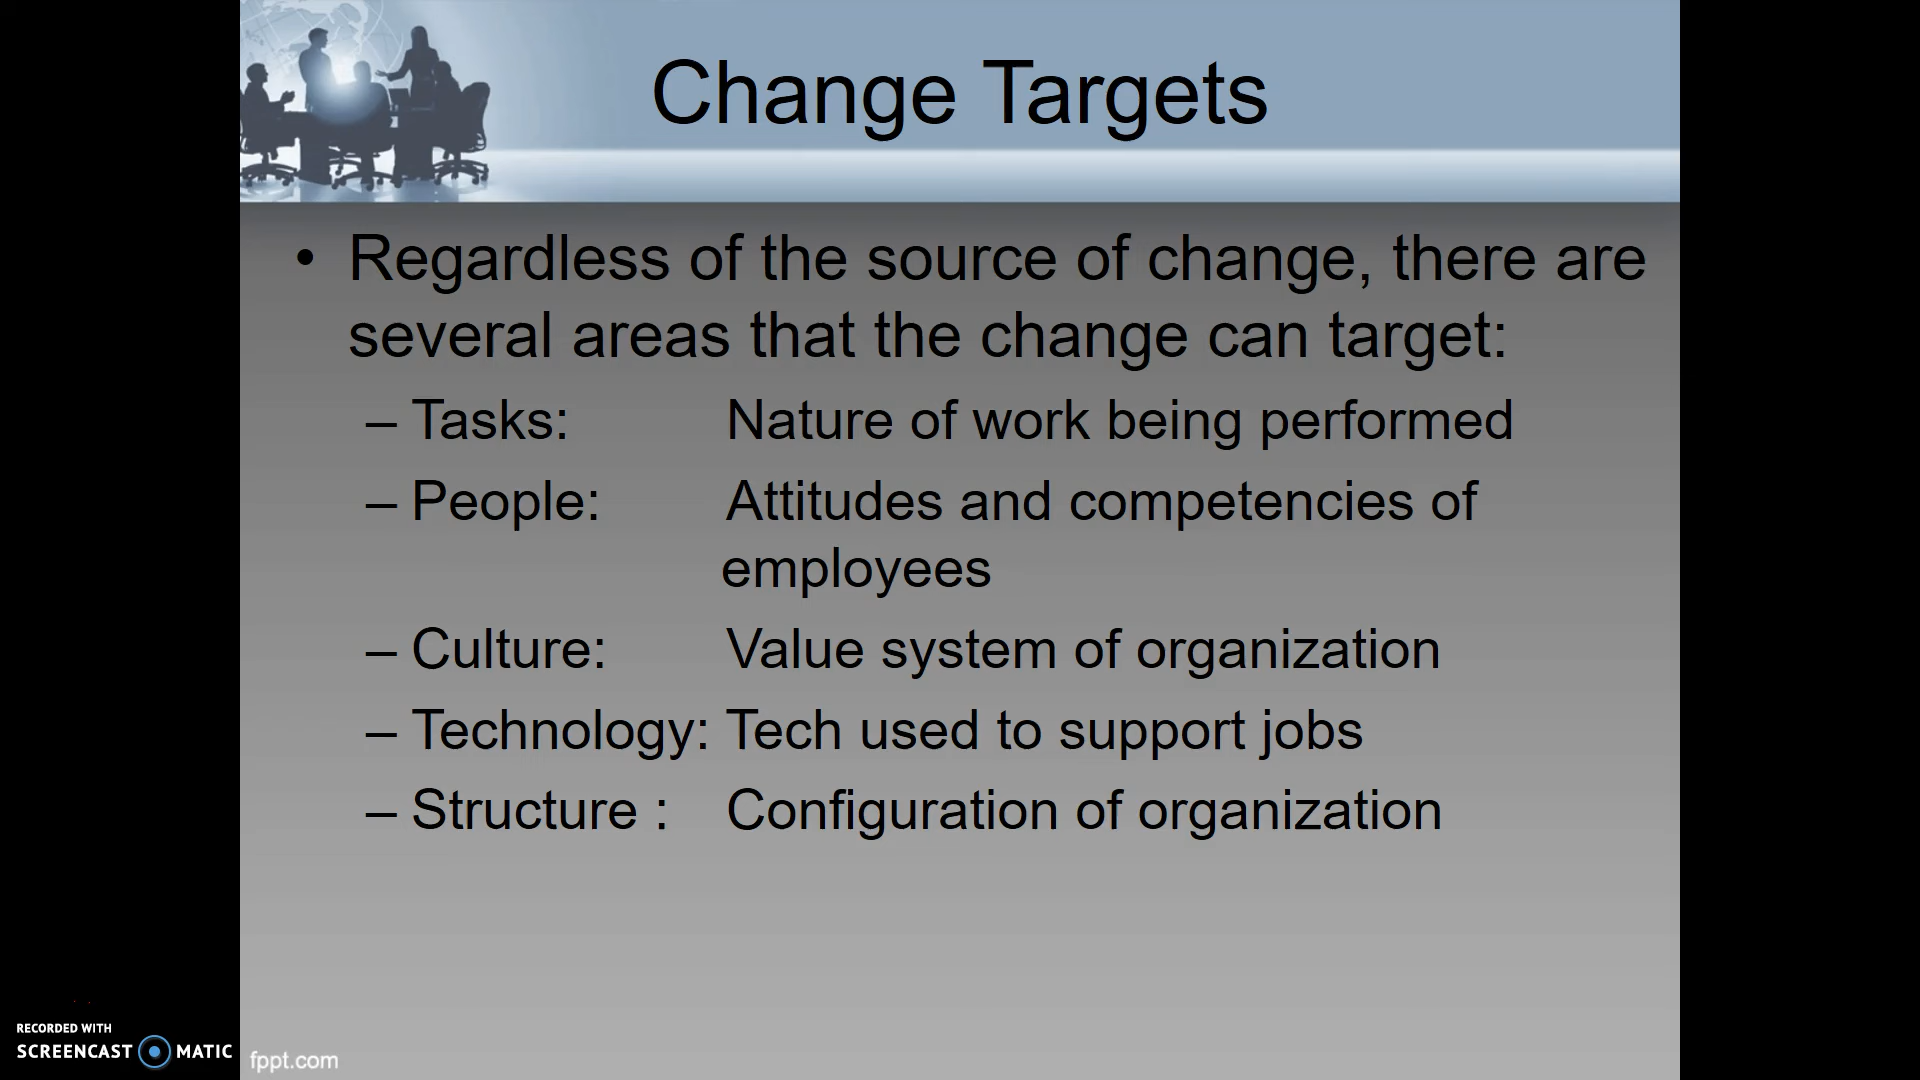 Change Targets
• Regardless of the source of change, there are
several areas that the change can target:
– Tasks: Nature of work being performed
– People: Attitudes and competencies of
employees
– Culture: Value system of organization
– Technology: Tech used to support jobs
– Structure : Configuration of organization
RECORDED WITH
SCREENCAST MATIC
fppt.com